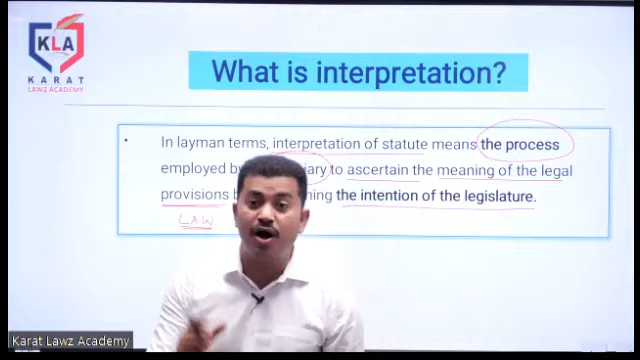 KLA
KARAT
LAWZ ACADEMY
What is interpretation?
• In layman terms, interpretation of statute means the process
employed by to ascertain the meaning of the legal
provisions the intention of the legislature.
LAW
Karat Lawz Academy